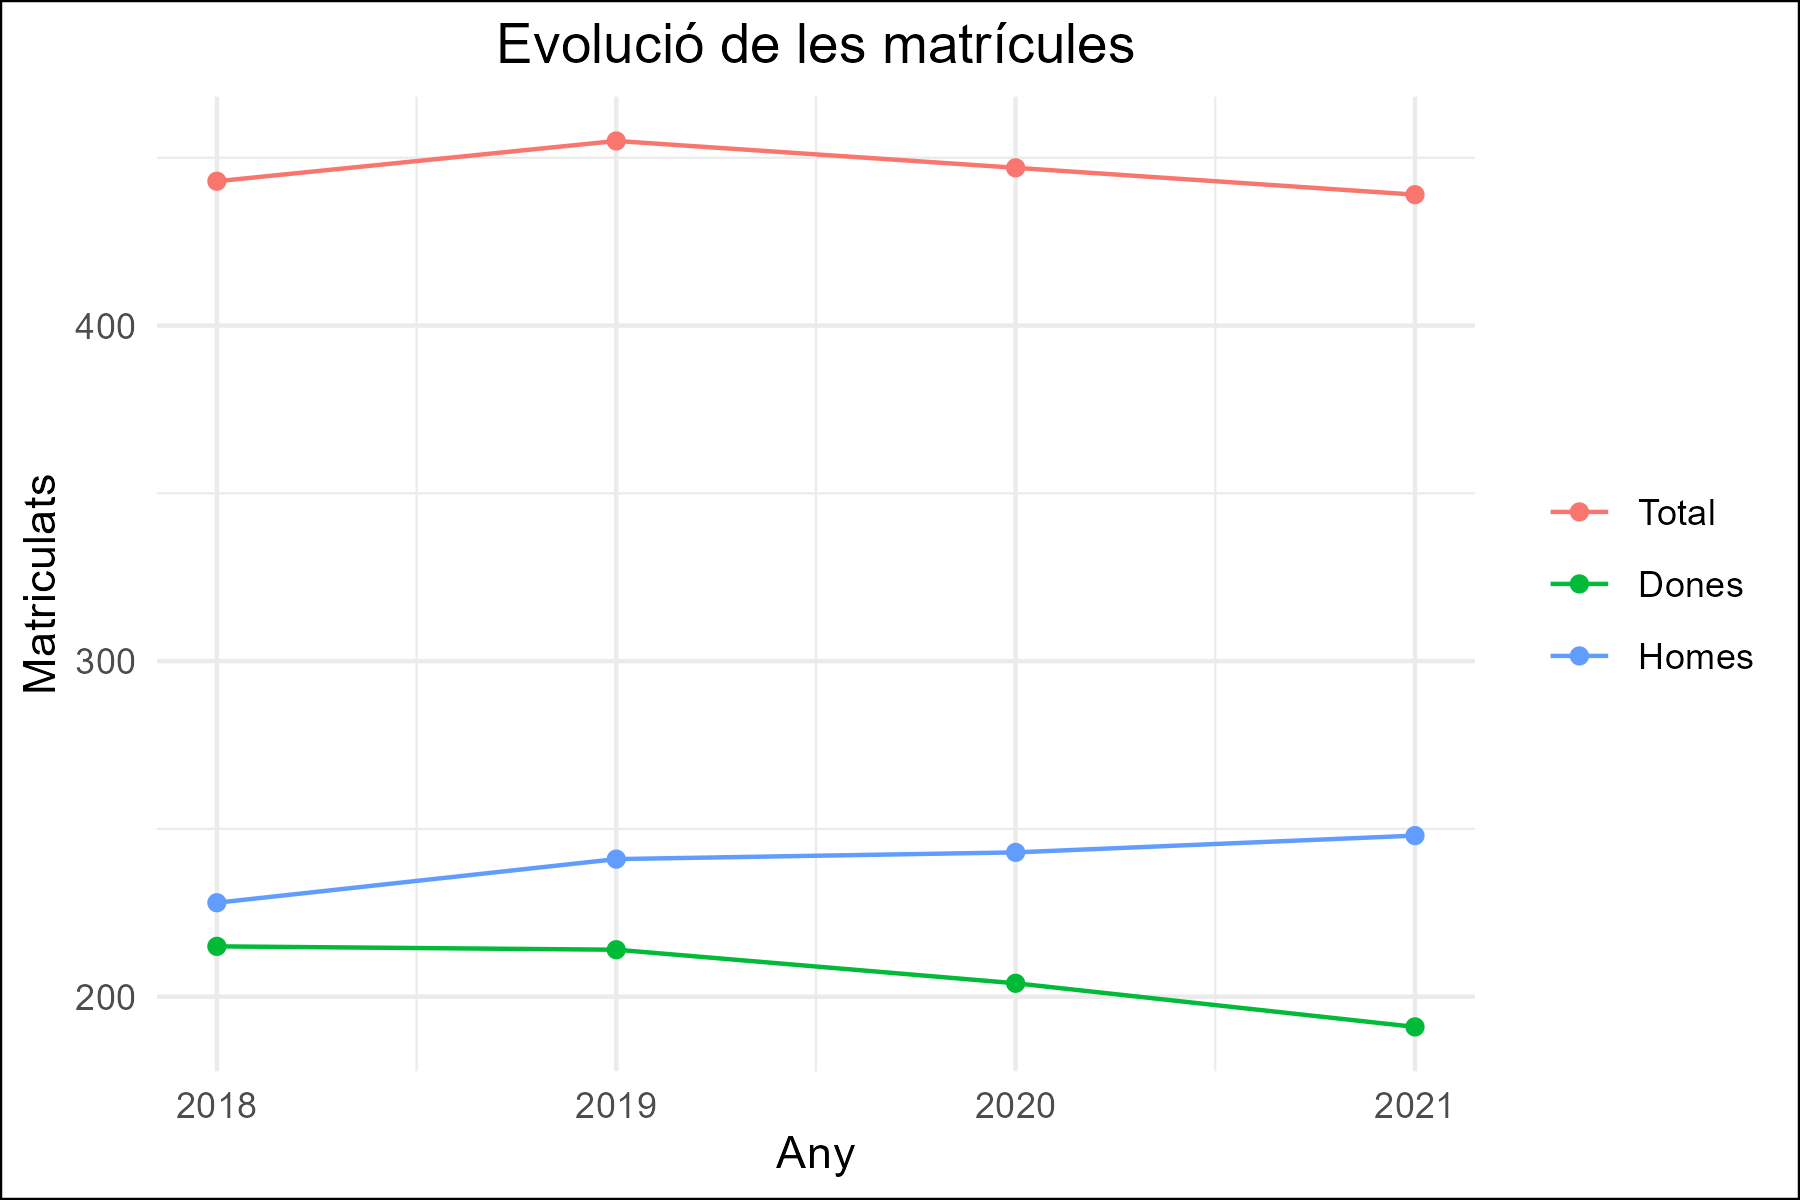 Evolució de les matrícules
Matriculats
400
300
200
2018 2019 2020 2021
Any
Total
Dones
Homes